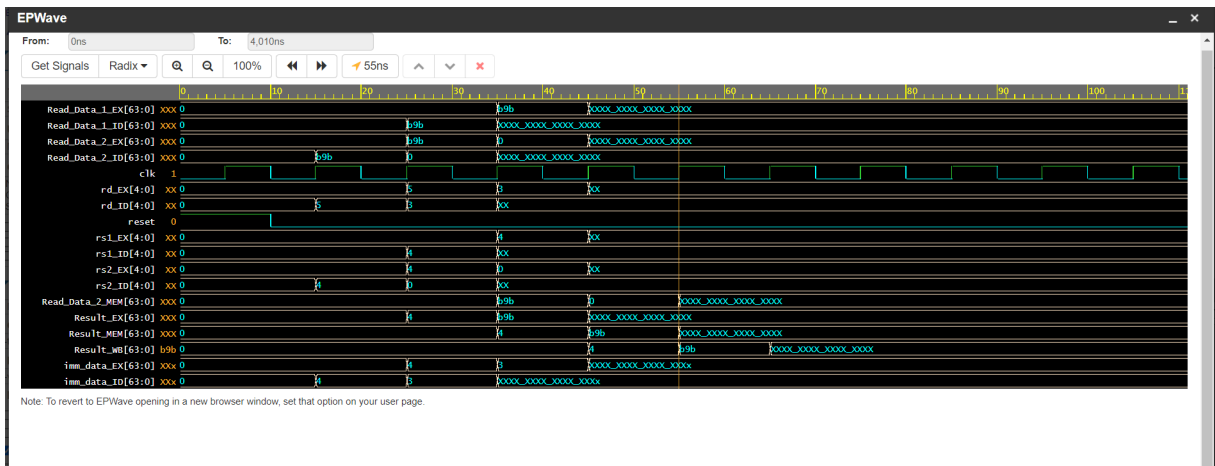 EPWave
From: 0ns To: 4,010ns
Get Signals Radix 100% 55ns
0 10 20 30 40 50 60 70 80 90 100
Read_Data_1_EX[63:0] XXX 0 b9b XXXX_XXXX_XXXX_XXXX
Read_Data_1_ID[63:0] XXX 0 b9b XXXX_XXXX_XXXX_XXXX
Read_Data_2_EX[63:0] XXX 0 b9b 0 XXXX_XXXX_XXXX_XXXX
Read_Data_2_ID[63:0] XXX 0 b9b 0 XXXX_XXXX_XXXX_XXXX
clk 1
rd_EX[4:0] XX 0 5 3 XX
rd_ID[4:0] XX 0 5 3 XX
reset 0
rs1_EX[4:0] XX 0 4 XX
rs1_ID[4:0] XX 0 4 XX
rs2_EX[4:0] XX 0 4 0 XX
rs2_ID[4:0] XX 0 4 0 XX
Read_Data_2_MEM[63:0] XXX 0 b9b 0 XXXX_XXXX_XXXX_XXXX
Result_EX[63:0] XXX 0 4 b9b XXXX_XXXX_XXXX_XXXX
Result_MEM[63:0] XXX 0 4 b9b XXXX_XXXX_XXXX_XXXX
Result_WB[63:0] b9b 0 4 b9b XXXX_XXXX_XXXX_XXXX
imm_data_EX[63:0] XXx 0 4 3 XXXX_XXXX_XXXX_XXXx
imm_data_ID[63:0] XXx 0 4 3 XXXX_XXXX_XXXX_XXXx
Note: To revert to EPWave opening in a new browser window, set that option on your user page.